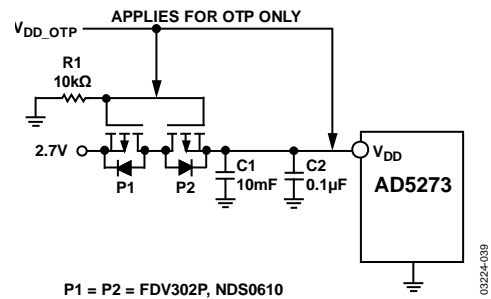 APPLIES FOR OTP ONLY
VDD_OTP
R1
10kΩ
2.7V
P1
P2
C1
10mF
C2
0.1µF
VDD
AD5273
P1 = P2 = FDV302P, NDS0610
03224-039